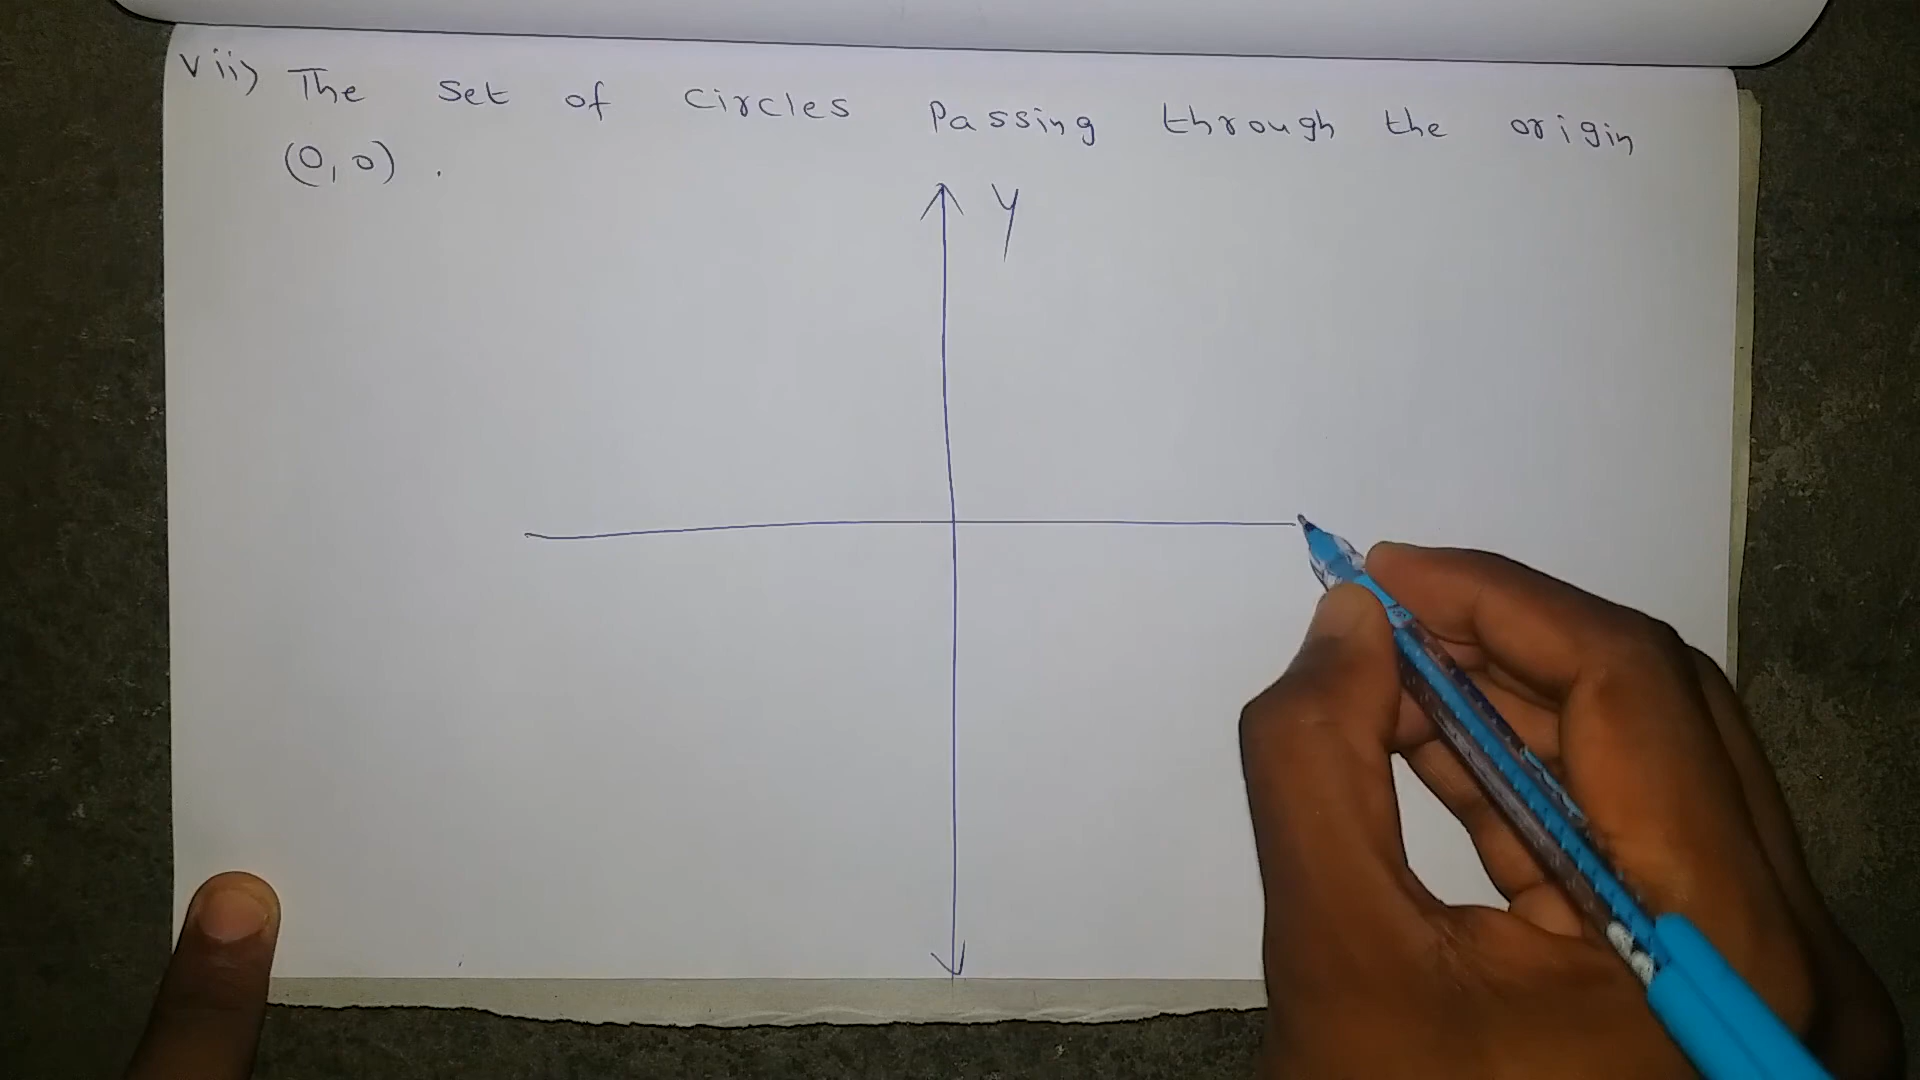 vii) The set of circles Passing through the origin
(0,0) .
y